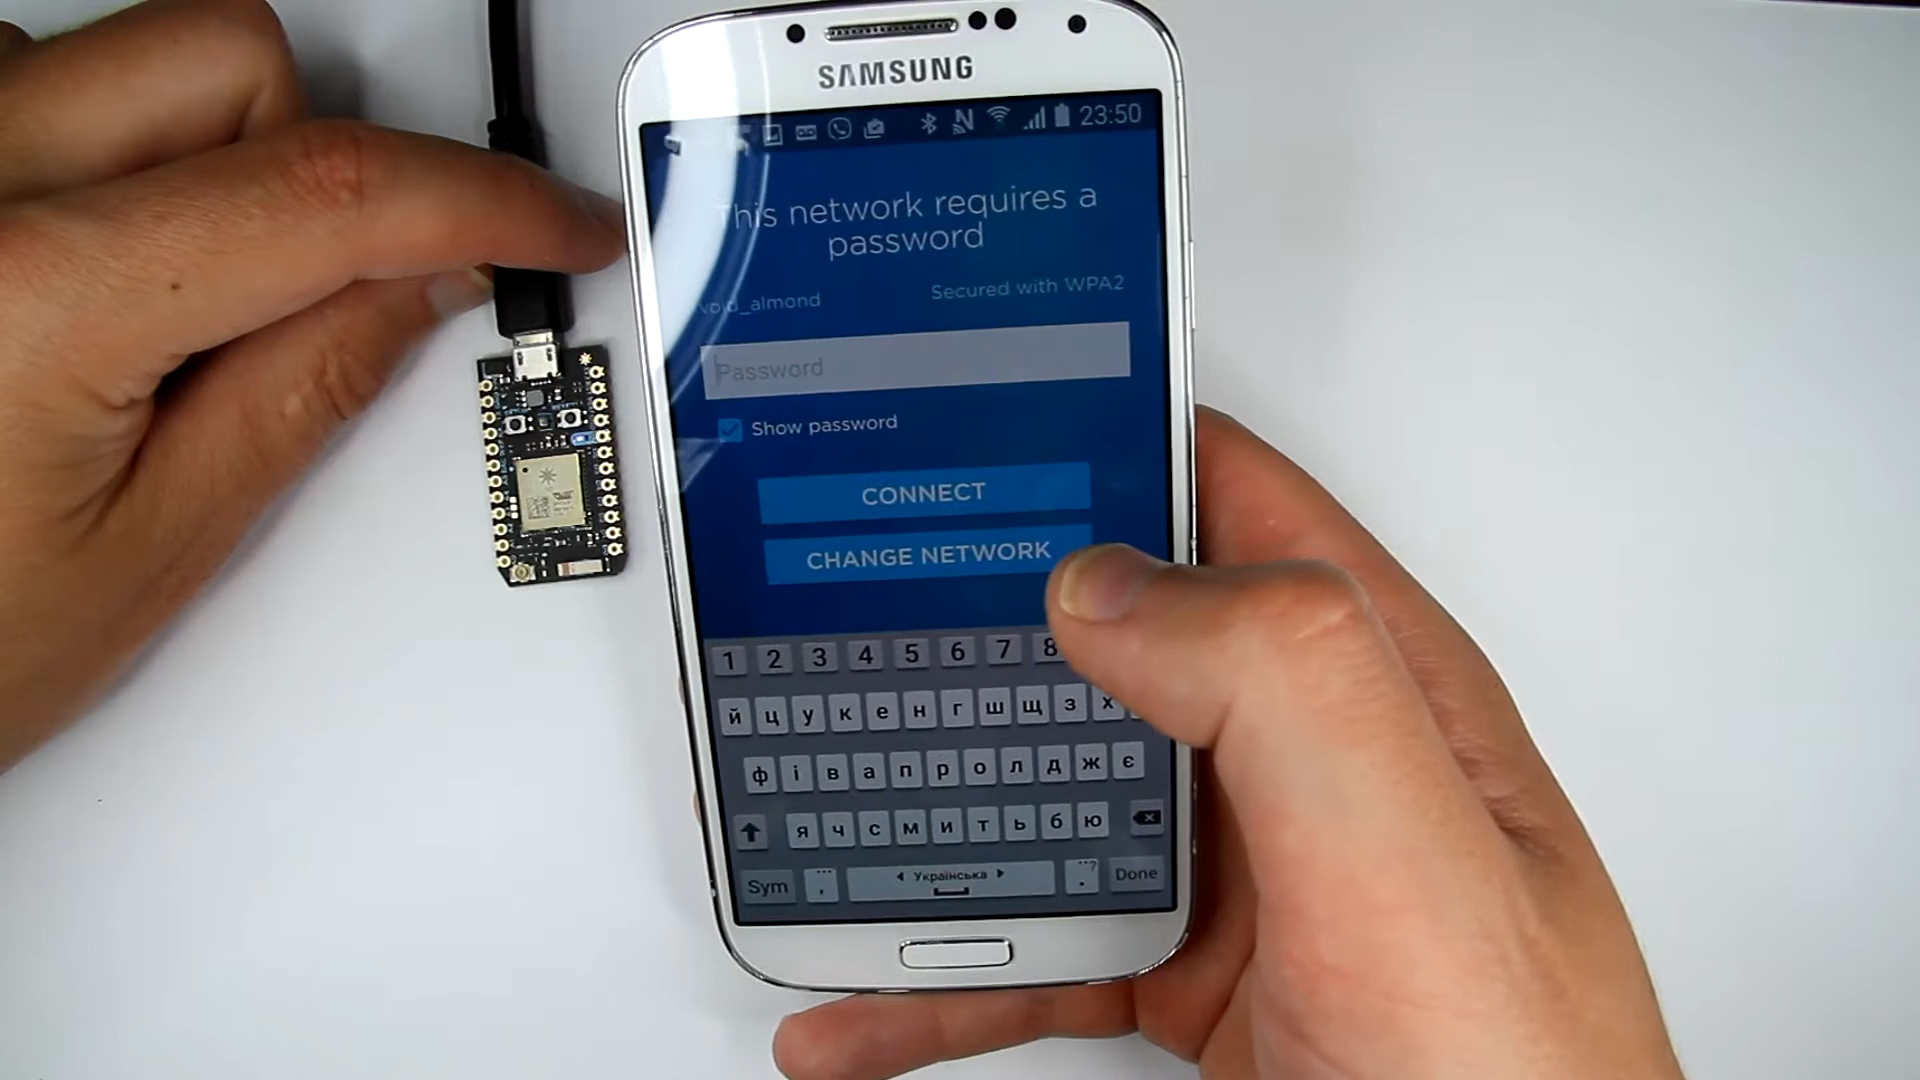 SAMSUNG
23:50
This network requires a
password
void_almond Secured with WPA2
Password
Show password
CONNECT
CHANGE NETWORK
1 2 3 4 5 6 7 8
й ц у к е н г ш щ з х
ф і в а п р о л д ж є
я ч с м и т ь б ю
Sym , Українська . ? Done